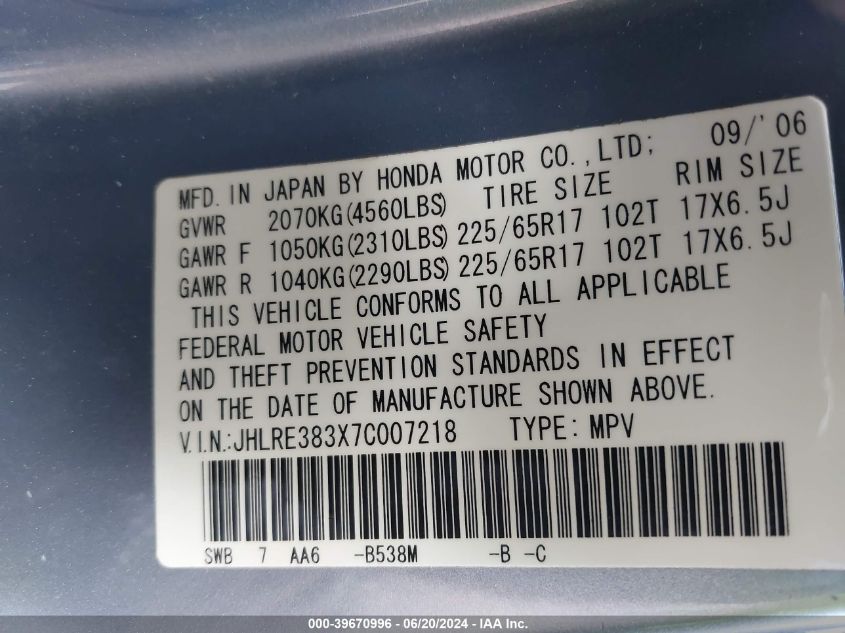 MFD. IN JAPAN BY HONDA MOTOR CO.,LTD; 09/'06
GVWR 2070KG(4560LBS) TIRE SIZE RIM SIZE
GAWR F 1050KG(2310LBS) 225/65R17 102T 17X6.5J
GAWR R 1040KG(2290LBS) 225/65R17 102T 17X6.5J
THIS VEHICLE CONFORMS TO ALL APPLICABLE
FEDERAL MOTOR VEHICLE SAFETY
AND THEFT PREVENTION STANDARDS IN EFFECT
ON THE DATE OF MANUFACTURE SHOWN ABOVE.
V.I.N.:JHLRE383X7C007218 TYPE: MPV
SWB 7 AA6 -B538M -B -C
000-39670996 - 06/20/2024 - IAA Inc.